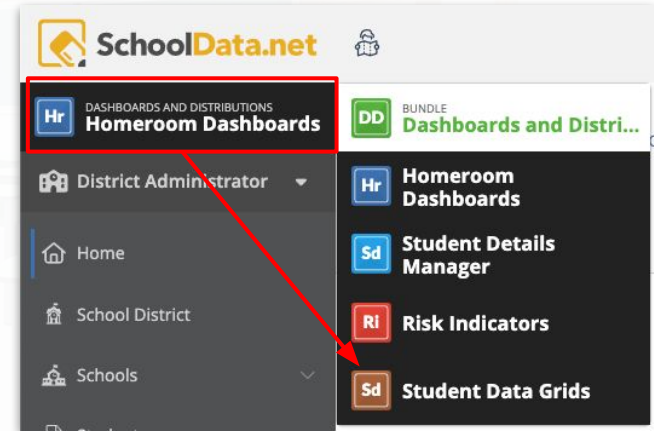 SchoolData.net
Hr
DASHBOARDS AND DISTRIBUTIONS
Homeroom Dashboards
District Administrator
Home
School District
Schools
DD
BUNDLE
Dashboards and Distri...
Hr
Homeroom
Dashboards
Sd
Student Details
Manager
Ri
Risk Indicators
Sd
Student Data Grids